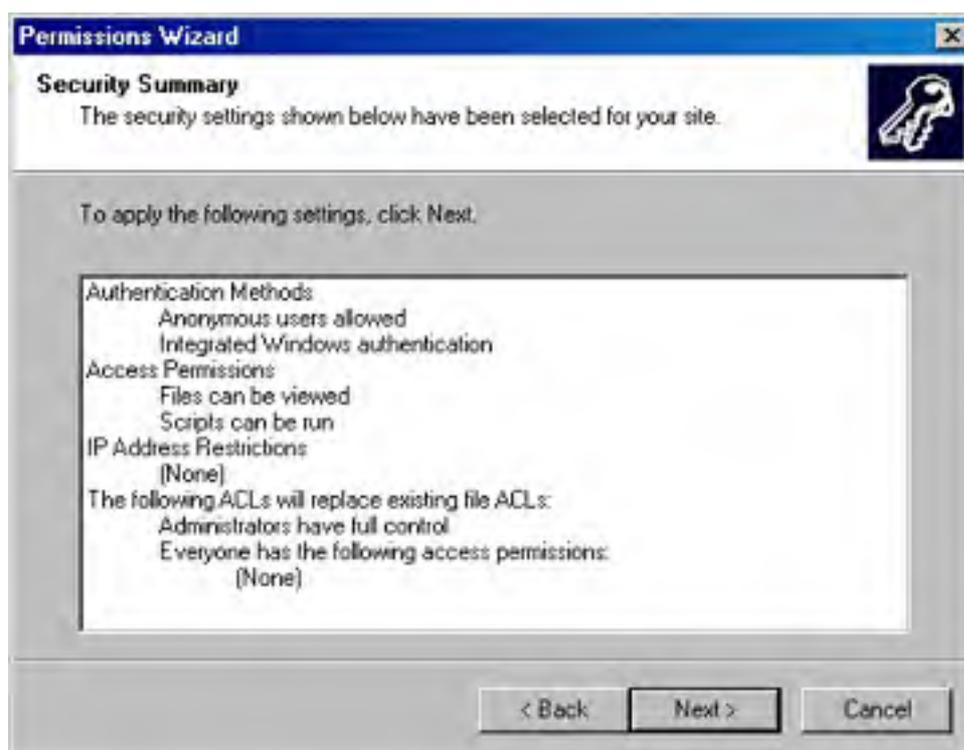 Permissions Wizard
Security Summary
The security settings shown below have been selected for your site.
To apply the following settings, click Next.
Authentication Methods
Anonymous users allowed
Integrated Windows authentication
Access Permissions
Files can be viewed
Scripts can be run
IP Address Restrictions
(None)
The following ACLs will replace existing file ACLs:
Administrators have full control
Everyone has the following access permissions:
(None)
< Back
Next >
Cancel